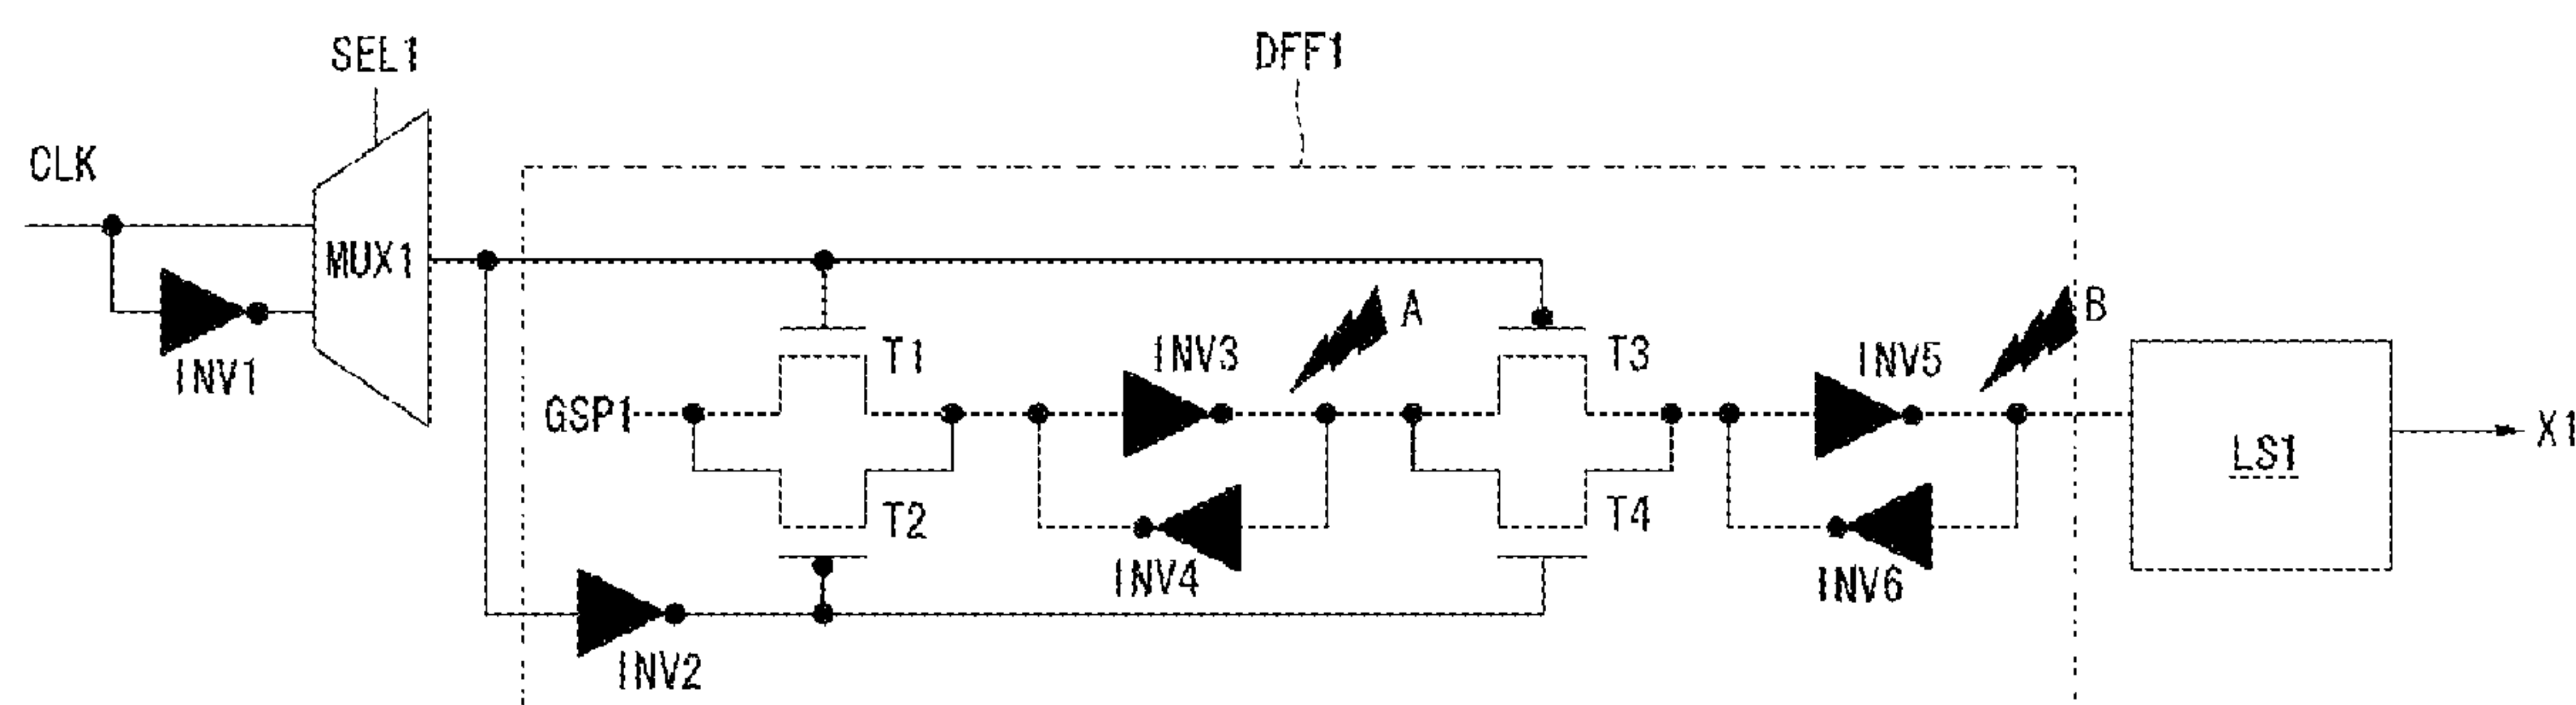 SEL1
DFF1
CLK
MUX1
INV1
GSP1
T1
T2
INV2
INV3
A
INV4
T3
T4
INV5
B
INV6
LS1
X1